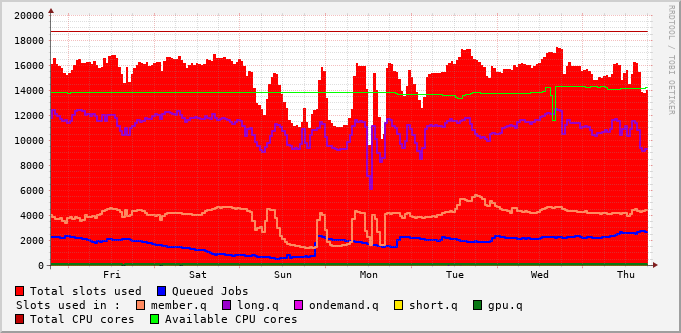 20000
18000
16000
14000
12000
10000
8000
6000
4000
2000
0
Fri Sat Sun Mon Tue Wed Thu
Total slots used Queued Jobs
Slots used in : member.q long.q ondemand.q short.q gpu.q
Total CPU cores Available CPU cores
RRDTOOL / TOBI OETIKER